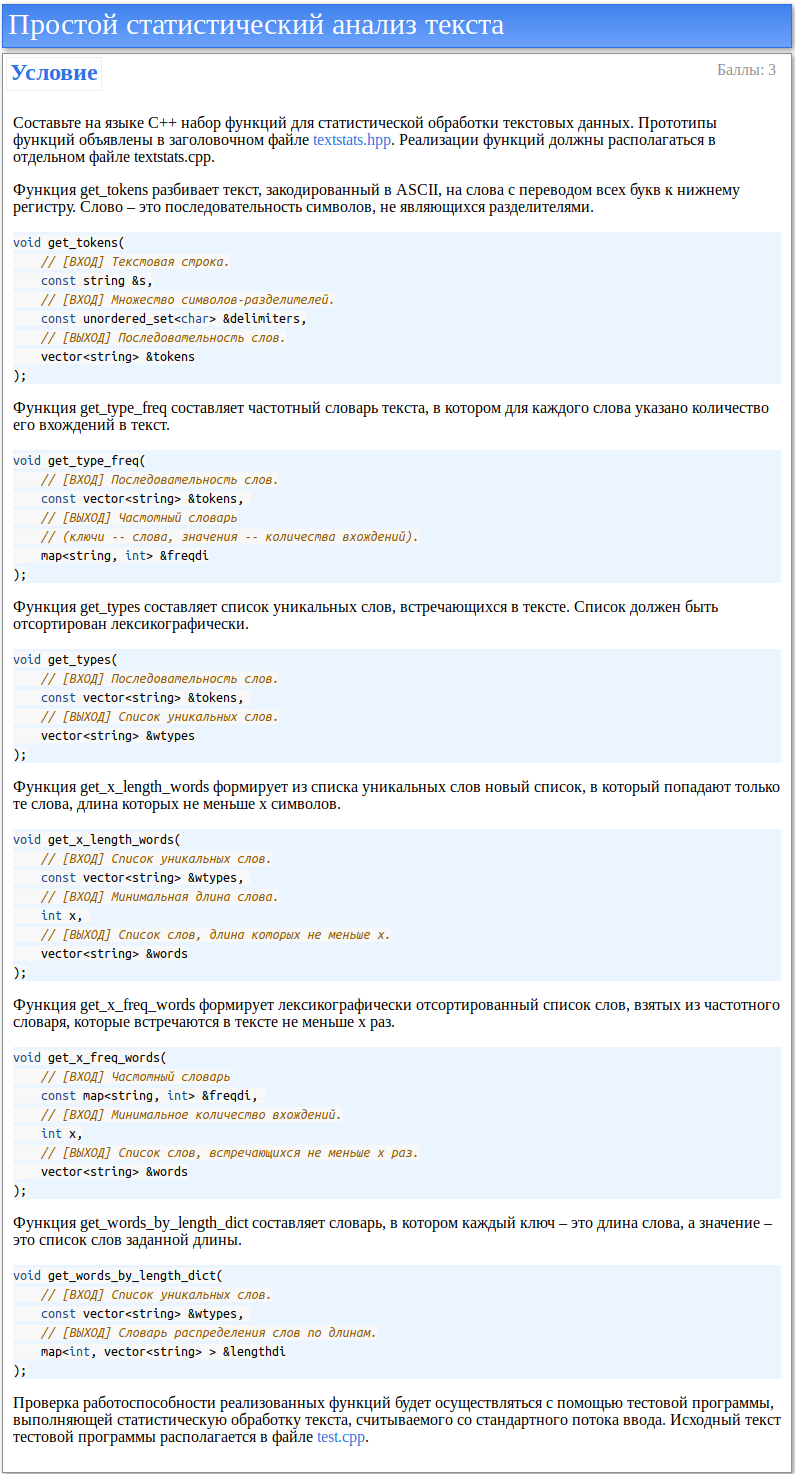 Простой статистический анализ текста
Условие
Баллы: 3
Составьте на языке C++ набор функций для статистической обработки текстовых данных. Прототипы
функций объявлены в заголовочном файле textstats.hpp. Реализации функций должны располагаться в
отдельном файле textstats.cpp.
Функция get_tokens разбивает текст, закодированный в ASCII, на слова с переводом всех букв к нижнему
регистру. Слово – это последовательность символов, не являющихся разделителями.
void get_tokens(
    // [ВХОД] Текстовая строка.
    const string &s,
    // [ВХОД] Множество символов-разделителей.
    const unordered_set<char> &delimiters,
    // [ВЫХОД] Последовательность слов.
    vector<string> &tokens
);
Функция get_type_freq составляет частотный словарь текста, в котором для каждого слова указано количество
его вхождений в текст.
void get_type_freq(
    // [ВХОД] Последовательность слов.
    const vector<string> &tokens,
    // [ВЫХОД] Частотный словарь
    // (ключи -- слова, значения -- количества вхождений).
    map<string, int> &freqdi
);
Функция get_types составляет список уникальных слов, встречающихся в тексте. Список должен быть
отсортирован лексикографически.
void get_types(
    // [ВХОД] Последовательность слов.
    const vector<string> &tokens,
    // [ВЫХОД] Список уникальных слов.
    vector<string> &wtypes
);
Функция get_x_length_words формирует из списка уникальных слов новый список, в который попадают только
те слова, длина которых не меньше x символов.
void get_x_length_words(
    // [ВХОД] Список уникальных слов.
    const vector<string> &wtypes,
    // [ВХОД] Минимальная длина слова.
    int x,
    // [ВЫХОД] Список слов, длина которых не меньше x.
    vector<string> &words
);
Функция get_x_freq_words формирует лексикографически отсортированный список слов, взятых из частотного
словаря, которые встречаются в тексте не меньше x раз.
void get_x_freq_words(
    // [ВХОД] Частотный словарь
    const map<string, int> &freqdi,
    // [ВХОД] Минимальное количество вхождений.
    int x,
    // [ВЫХОД] Список слов, встречающихся не меньше x раз.
    vector<string> &words
);
Функция get_words_by_length_dict составляет словарь, в котором каждый ключ – это длина слова, а значение –
это список слов заданной длины.
void get_words_by_length_dict(
    // [ВХОД] Список уникальных слов.
    const vector<string> &wtypes,
    // [ВЫХОД] Словарь распределения слов по длинам.
    map<int, vector<string> > &lengthdi
);
Проверка работоспособности реализованных функций будет осуществляться с помощью тестовой программы,
выполняющей статистическую обработку текста, считываемого со стандартного потока ввода. Исходный текст
тестовой программы располагается в файле test.cpp.